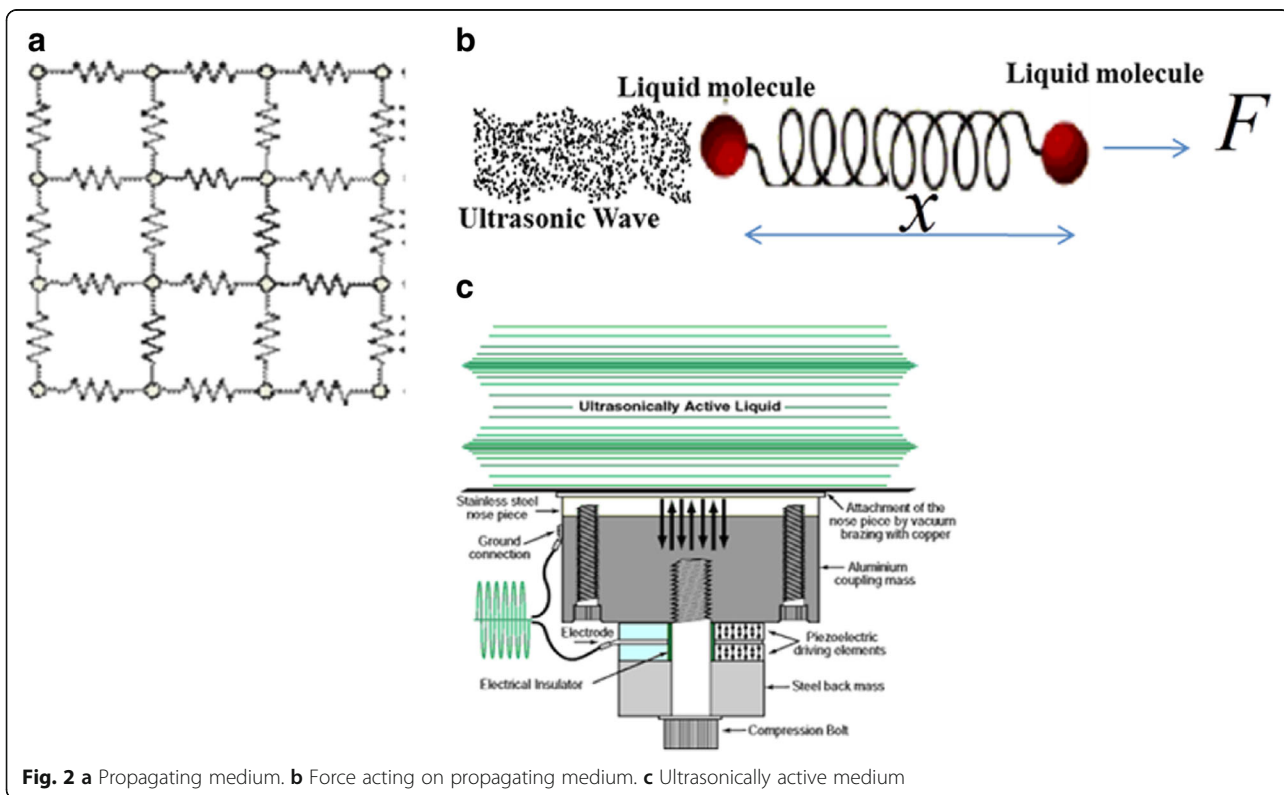 a
b
Liquid molecule
Liquid molecule
F
Ultrasonic Wave
x
c
Ultrasonically Active Liquid
Stainless steel
nose piece
Ground
connection
Electrode
Electrical Insulator
Attachment of the
nose piece by vacuum
brazing with copper
Aluminium
coupling mass
Piezoelectric
driving elements
Steel back mass
Compression Bolt
Fig. 2 a Propagating medium. b Force acting on propagating medium. c Ultrasonically active medium